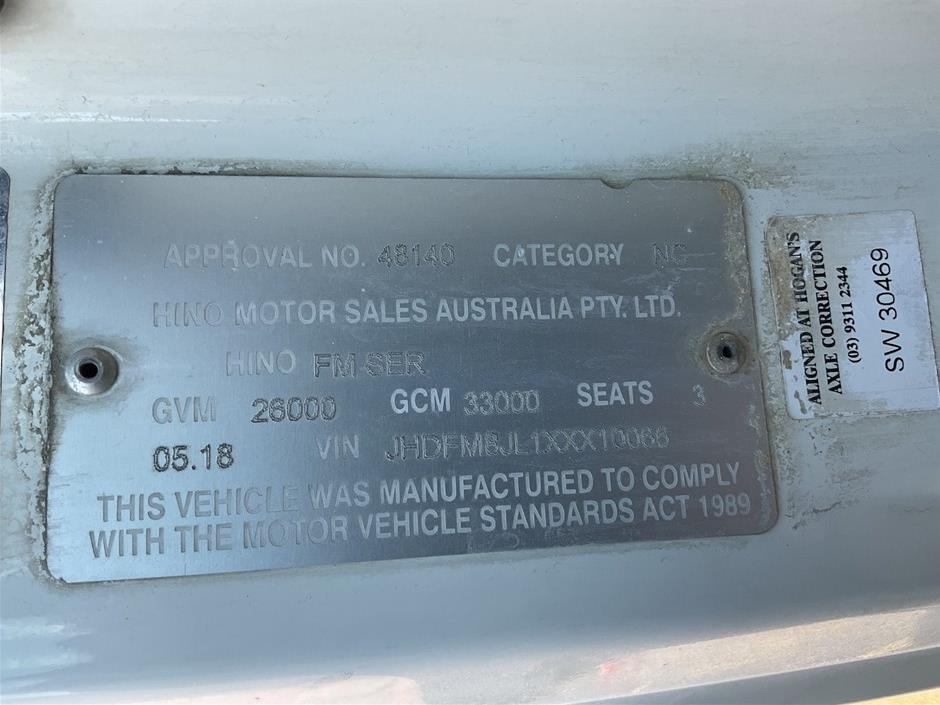 APPROVAL NO. 48140 CATEGORY NC
HINO MOTOR SALES AUSTRALIA PTY. LTD.
HINO FM SER
GVM 26000 GCM 33000 SEATS 3
05.18 VIN
THIS VEHICLE WAS MANUFACTURED TO COMPLY
WITH THE MOTOR VEHICLE STANDARDS ACT 1989
ALIGNED AT HOGAN'S
AXLE CORRECTION
(03) 9311 2344
SW 30469